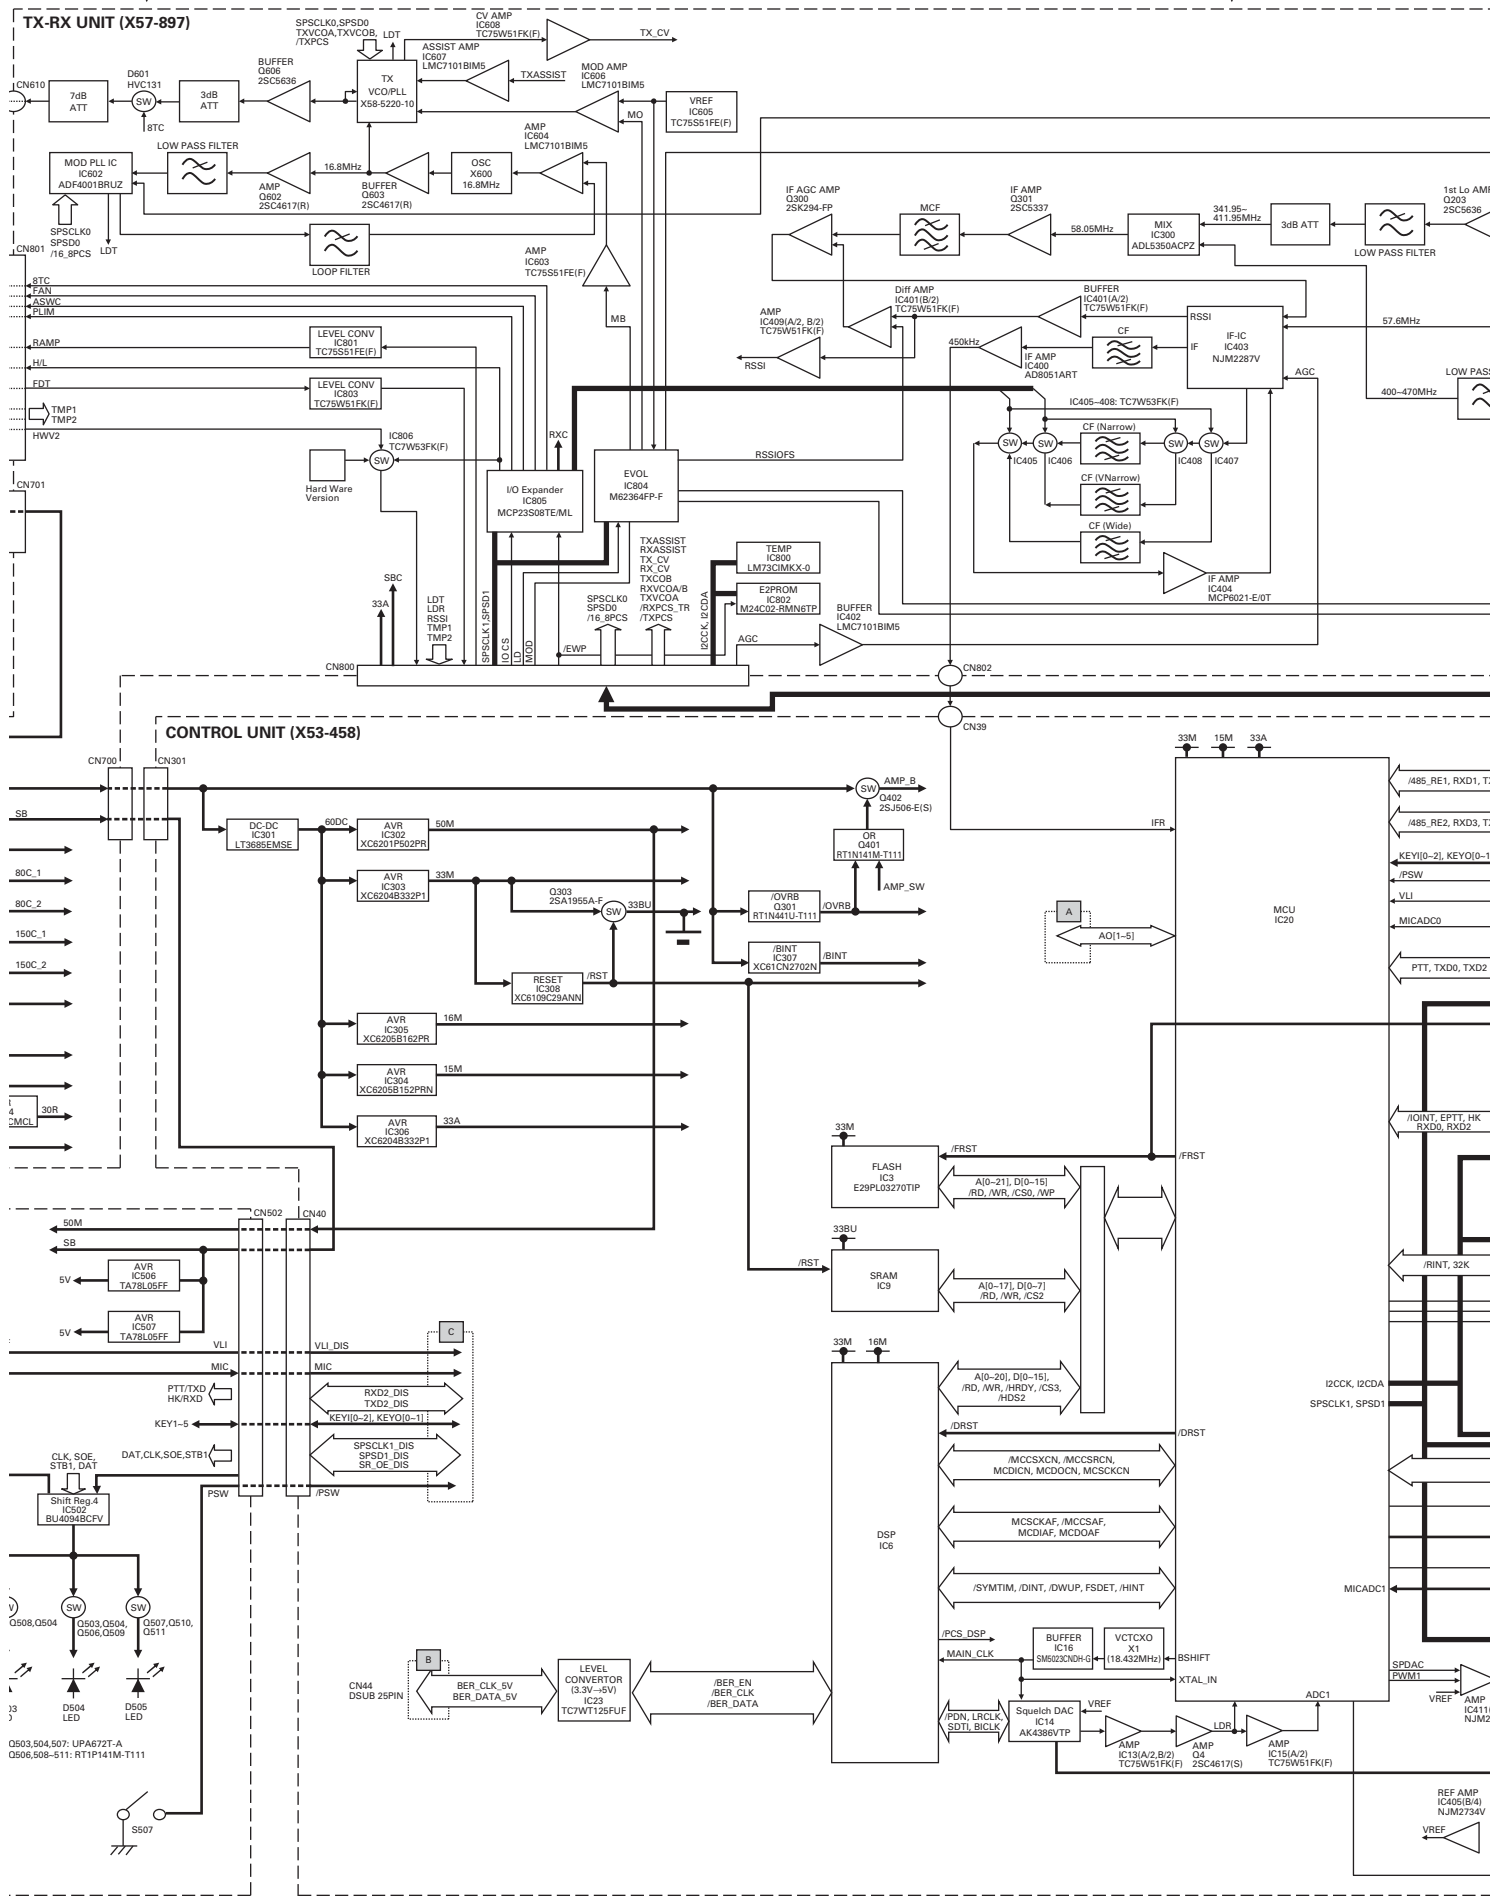 TX-RX UNIT (X57-897)
SPSCLK0,SPSD0
TXVCOA,TXVCOB,
/TXPCS
LDT
CV AMP
IC608
TC75W51FK(F)
TX_CV
ASSIST AMP
IC607
LMC7101BIM5
TXASSIST
MOD AMP
IC606
LMC7101BIM5
CN610
7dB
ATT
D601
HVC131
SW
8TC
3dB
ATT
BUFFER
Q606
2SC5636
TX
VCO/PLL
X58-5220-10
MO
VREF
IC605
TC75S51FE(F)
MOD PLL IC
IC602
ADF4001BRUZ
LOW PASS FILTER
AMP
Q602
2SC4617(R)
16.8MHz
BUFFER
Q603
2SC4617(R)
OSC
X600
16.8MHz
AMP
IC604
LMC7101BIM5
SPSCLK0
SPSD0
/16_8PCS
LDT
LOOP FILTER
AMP
IC603
TC75S51FE(F)
MB
IF AGC AMP
Q300
2SK294-FP
MCF
IF AMP
Q301
2SC5337
58.05MHz
MIX
IC300
ADL5350ACPZ
341.95~
411.95MHz
3dB ATT
LOW PASS FILTER
1st Lo AMP
Q203
2SC5636
CN801
8TC
FAN
ASWC
PLIM
RAMP
H/L
FDT
TMP1
TMP2
HWV2
LEVEL CONV
IC801
TC75S51FE(F)
LEVEL CONV
IC803
TC75W51FK(F)
AMP
IC409(A/2, B/2)
TC75W51FK(F)
RSSI
Diff AMP
IC401(B/2)
TC75W51FK(F)
BUFFER
IC401(A/2)
TC75W51FK(F)
450kHz
IF AMP
IC400
AD8051ART
CF
RSSI
IF
IF-IC
IC403
NJM2287V
57.6MHz
AGC
400~470MHz
LOW PAS
IC405~408: TC7W53FK(F)
CF (Narrow)
SW
SW
SW
SW
IC405
IC406
IC408
IC407
CF (VNarrow)
CF (Wide)
IF AMP
IC404
MCP6021-E/0T
CN701
Hard Ware
Version
SW
IC806
TC7W53FK(F)
RXC
I/O Expander
IC805
MCP23S08TE/ML
EVOL
IC804
M62364FP-F
RSSIOFS
TEMP
IC800
LM73CIMKX-0
E2PROM
IC802
M24C02-RMN6TP
BUFFER
IC402
LMC7101BIM5
AGC
SBC
33A
LDT
LDR
RSSI
TMP1
TMP2
SPSCLK1,SPSD1
IO CS
LD
MOD
/EWP
SPSCLK0
SPSD0
/16_8PCS
TXASSIST
RXASSIST
TX_CV
RX_CV
TXCOB
RXVCOA/B
TXVCOA
/RXPCS_TR
/TXPCS
I2CCK, I2CDA
CN800
CN802
CN39
CONTROL UNIT (X53-458)
CN700
CN301
SB
80C_1
80C_2
150C_1
150C_2
30R
4
CMCL
DC-DC
IC301
LT3685EMSE
60DC
AVR
IC302
XC6201P502PR
50M
AVR
IC303
XC6204B332P1
33M
Q303
2SA1955A-F
SW
33BU
RESET
IC308
XC6109C29ANN
/RST
AVR
IC305
XC6205B162PR
16M
AVR
IC304
XC6205B152PRN
15M
AVR
IC306
XC6204B332P1
33A
SW
AMP_B
Q402
2SJ506-E(S)
OR
Q401
RT1N141M-T111
AMP_SW
/OVRB
Q301
RT1N441U-T111
/OVRB
/BINT
IC307
XC61CN2702N
/BINT
33M
15M
33A
IFR
MCU
IC20
A
AO[1~5]
/485_RE1, RXD1, T
/485_RE2, RXD3, T
KEYI[0~2], KEYO[0~1
/PSW
VLI
MICADC0
PTT, TXD0, TXD2
/IOINT, EPTT, HK
RXD0, RXD2
/RINT, 32K
33M
FLASH
IC3
E29PL03270TIP
/FRST
/FRST
A[0~21], D[0~15]
/RD, /WR, /CS0, /WP
33BU
/RST
SRAM
IC9
A[0~17], D[0~7]
/RD, /WR, /CS2
33M
16M
A[0~20], D[0~15],
/RD, /WR, /HRDY, /CS3,
/HDS2
/DRST
/DRST
/MCCSXCN, /MCCSRCN,
MCDICN, MCDOCN, MCSCKCN
MCSCKAF, /MCCSAF,
MCDIAF, MCDOAF
DSP
IC6
/SYMTIM, /DINT, /DWUP, FSDET, /HINT
I2CCK, I2CDA
SPSCLK1, SPSD1
MICADC1
CN502
CN40
50M
SB
5V
AVR
IC506
TA78L05FF
5V
AVR
IC507
TA78L05FF
VLI
MIC
PTT/TXD
HK/RXD
KEY1~5
DAT,CLK,SOE,STB1
PSW
VLI_DIS
MIC
RXD2_DIS
TXD2_DIS
KEYI[0~2], KEYO[0~1]
SPSCLK1_DIS
SPSD1_DIS
SR_OE_DIS
/PSW
C
CLK, SOE,
STB1, DAT
Shift Reg.4
IC502
BU4094BCFV
SW
SW
Q508,Q504
Q503,Q504,
Q506,Q509
Q507,Q510,
Q511
D504
LED
D505
LED
Q503,504,507: UPA672T-A
Q506,508~511: RT1P141M-T111
S507
B
CN44
DSUB 25PIN
BER_CLK_5V
BER_DATA_5V
LEVEL
CONVERTOR
(3.3V→5V)
IC23
TC7WT125FUF
/BER_EN
/BER_CLK
/BER_DATA
/PCS_DSP
MAIN_CLK
BUFFER
IC16
SM5023CNDH-G
VCTCXO
X1
(18.432MHz)
BSHIFT
XTAL_IN
ADC1
/PDN, LRCLK,
SDTI, BICLK
Squelch DAC
IC14
AK4386VTP
VREF
AMP
IC13(A/2,B/2)
TC75W51FK(F)
AMP
Q4
2SC4617(S)
LDR
AMP
IC15(A/2)
TC75W51FK(F)
SPDAC
PWM1
VREF
AMP
IC411(
NJM2
REF AMP
IC405(B/4)
NJM2734V
VREF